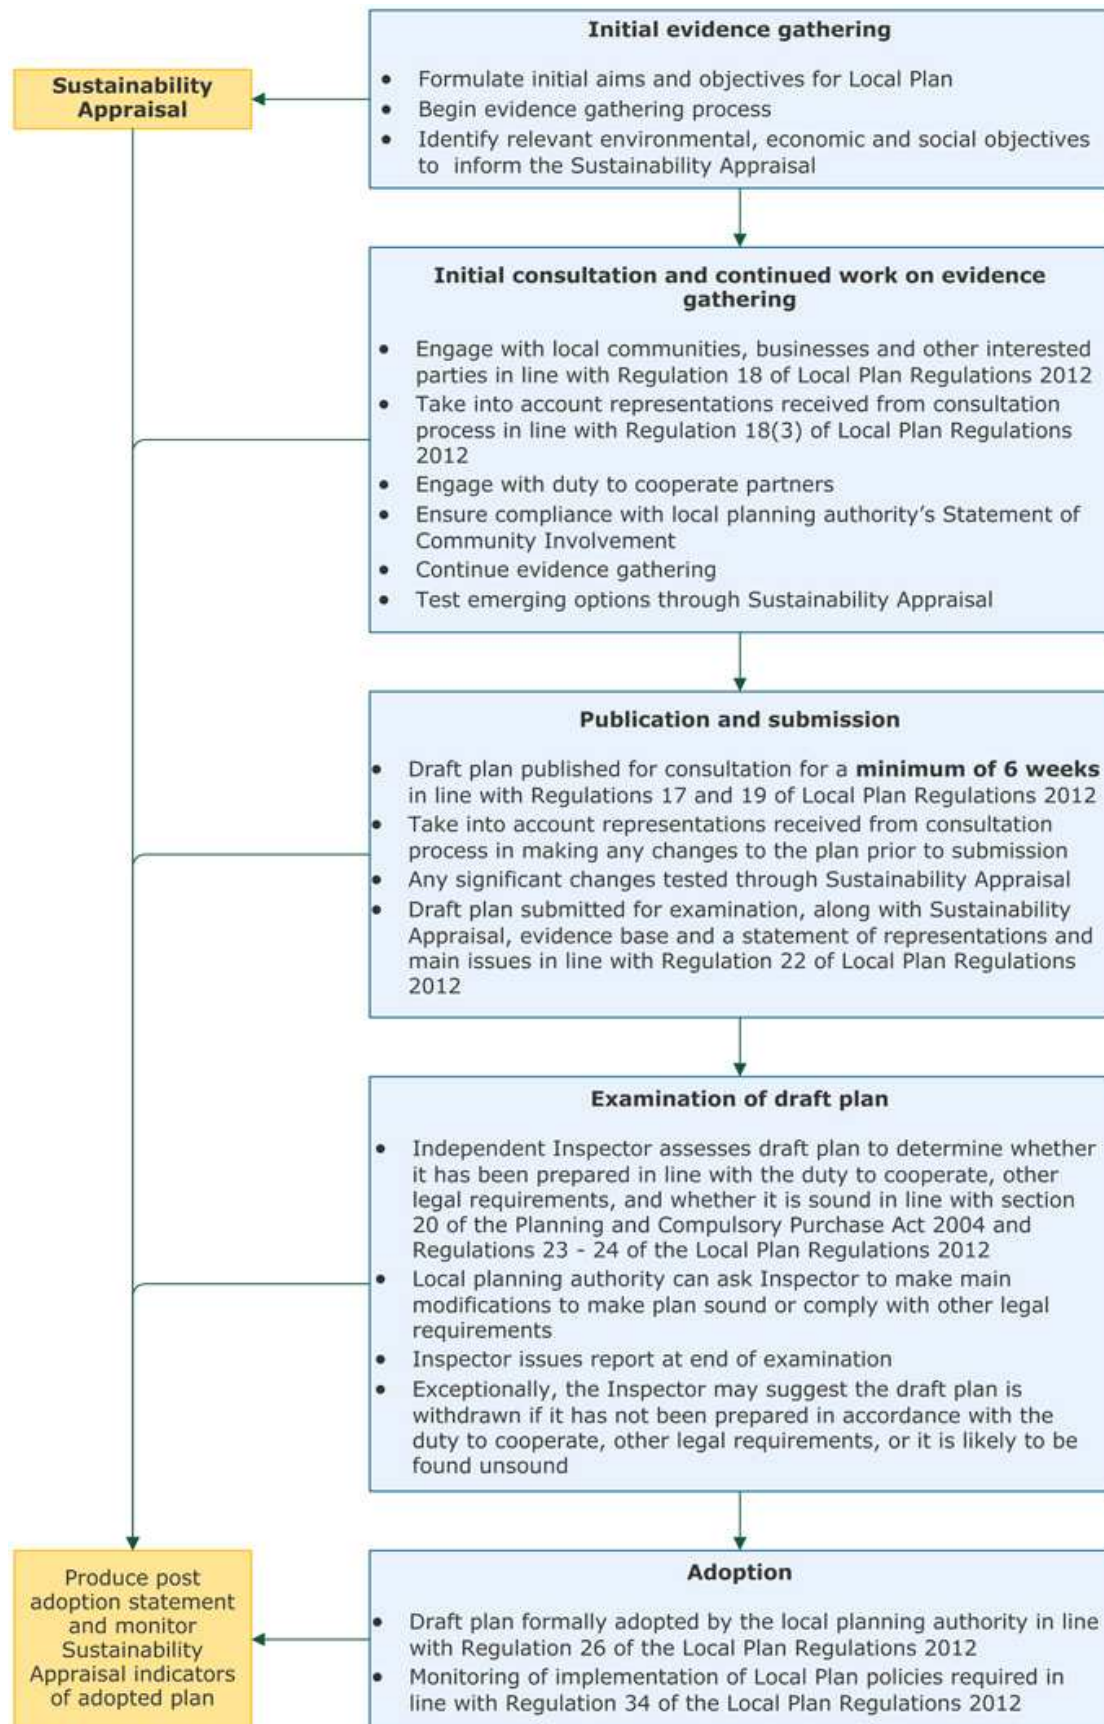 Initial evidence gathering
• Formulate initial aims and objectives for Local Plan
• Begin evidence gathering process
• Identify relevant environmental, economic and social objectives
to inform the Sustainability Appraisal
Sustainability
Appraisal
Initial consultation and continued work on evidence
gathering
• Engage with local communities, businesses and other interested
parties in line with Regulation 18 of Local Plan Regulations 2012
• Take into account representations received from consultation
process in line with Regulation 18(3) of Local Plan Regulations
2012
• Engage with duty to cooperate partners
• Ensure compliance with local planning authority’s Statement of
Community Involvement
• Continue evidence gathering
• Test emerging options through Sustainability Appraisal
Publication and submission
• Draft plan published for consultation for a minimum of 6 weeks
in line with Regulations 17 and 19 of Local Plan Regulations 2012
• Take into account representations received from consultation
process in making any changes to the plan prior to submission
• Any significant changes tested through Sustainability Appraisal
• Draft plan submitted for examination, along with Sustainability
Appraisal, evidence base and a statement of representations and
main issues in line with Regulation 22 of Local Plan Regulations
2012
Examination of draft plan
• Independent Inspector assesses draft plan to determine whether
it has been prepared in line with the duty to cooperate, other
legal requirements, and whether it is sound in line with section
20 of the Planning and Compulsory Purchase Act 2004 and
Regulations 23 - 24 of the Local Plan Regulations 2012
• Local planning authority can ask Inspector to make main
modifications to make plan sound or comply with other legal
requirements
• Inspector issues report at end of examination
• Exceptionally, the Inspector may suggest the draft plan is
withdrawn if it has not been prepared in accordance with the
duty to cooperate, other legal requirements, or it is likely to be
found unsound
Adoption
• Draft plan formally adopted by the local planning authority in line
with Regulation 26 of the Local Plan Regulations 2012
• Monitoring of implementation of Local Plan policies required in
line with Regulation 34 of the Local Plan Regulations 2012
Produce post
adoption statement
and monitor
Sustainability
Appraisal indicators
of adopted plan